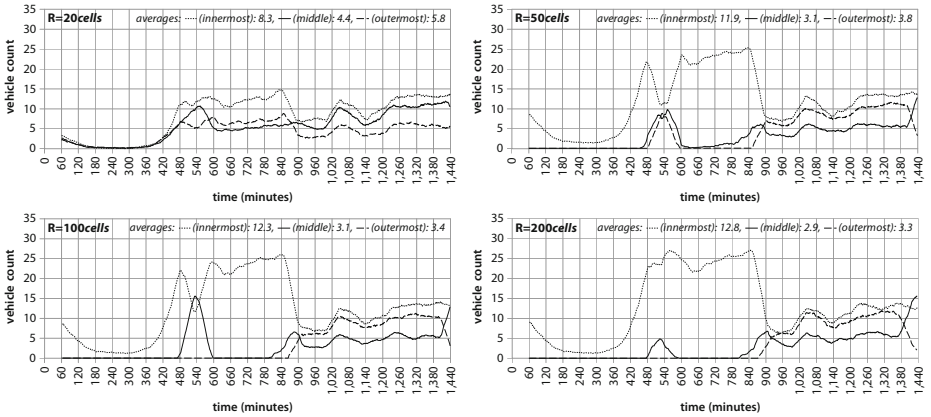 R=20cells averages: (innermost): 8.3, (middle): 4.4, (outermost): 5.8
35
30
25
20
15
10
5
0
vehicle count
0 60 120 180 240 300 360 420 480 540 600 660 720 780 840 900 960 1,020 1,080 1,140 1,200 1,260 1,320 1,380 1,440
time (minutes)
R=50cells averages: (innermost): 11.9, (middle): 3.1, (outermost): 3.8
35
30
25
20
15
10
5
0
vehicle count
0 60 120 180 240 300 360 420 480 540 600 660 720 780 840 900 960 1,020 1,080 1,140 1,200 1,260 1,320 1,380 1,440
time (minutes)
R=100cells averages: (innermost): 12.3, (middle): 3.1, (outermost): 3.4
35
30
25
20
15
10
5
0
vehicle count
0 60 120 180 240 300 360 420 480 540 600 660 720 780 840 900 960 1,020 1,080 1,140 1,200 1,260 1,320 1,380 1,440
time (minutes)
R=200cells averages: (innermost): 12.8, (middle): 2.9, (outermost): 3.3
35
30
25
20
15
10
5
0
vehicle count
0 60 120 180 240 300 360 420 480 540 600 660 720 780 840 900 960 1,020 1,080 1,140 1,200 1,260 1,320 1,380 1,440
time (minutes)